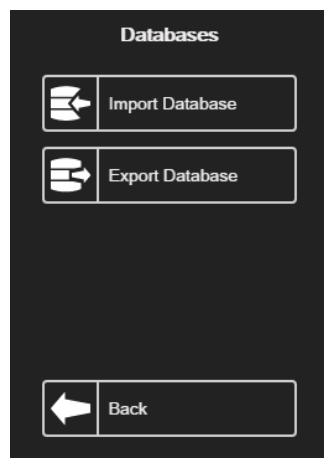 Databases
Import Database
Export Database
Back